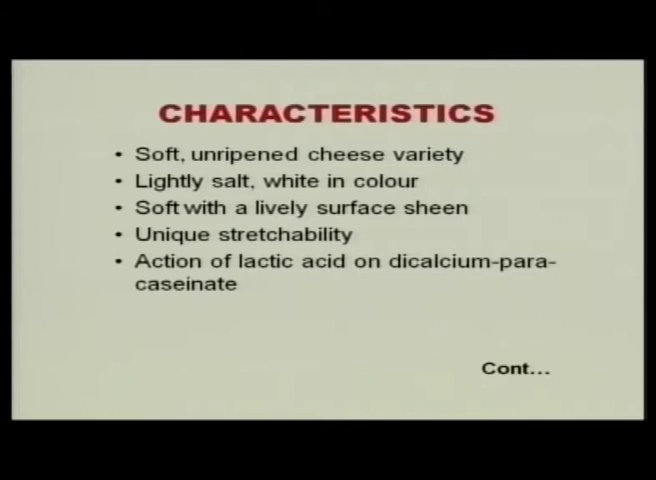 CHARACTERISTICS
• Soft, unripened cheese variety
• Lightly salt, white in colour
• Soft with a lively surface sheen
• Unique stretchability
• Action of lactic acid on dicalcium-para-
caseinate
Cont...